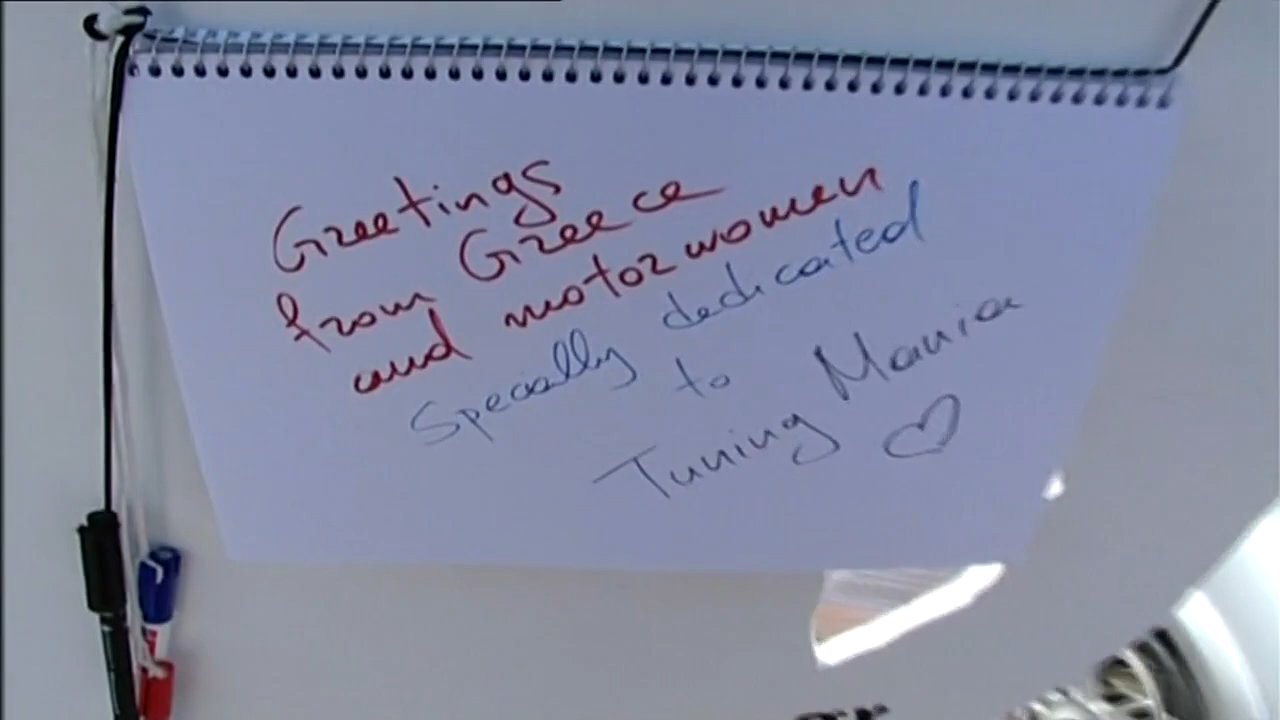 Greetings
from Greece
and motorwomen
Specially dedicated
to
Tuning Mania ♡